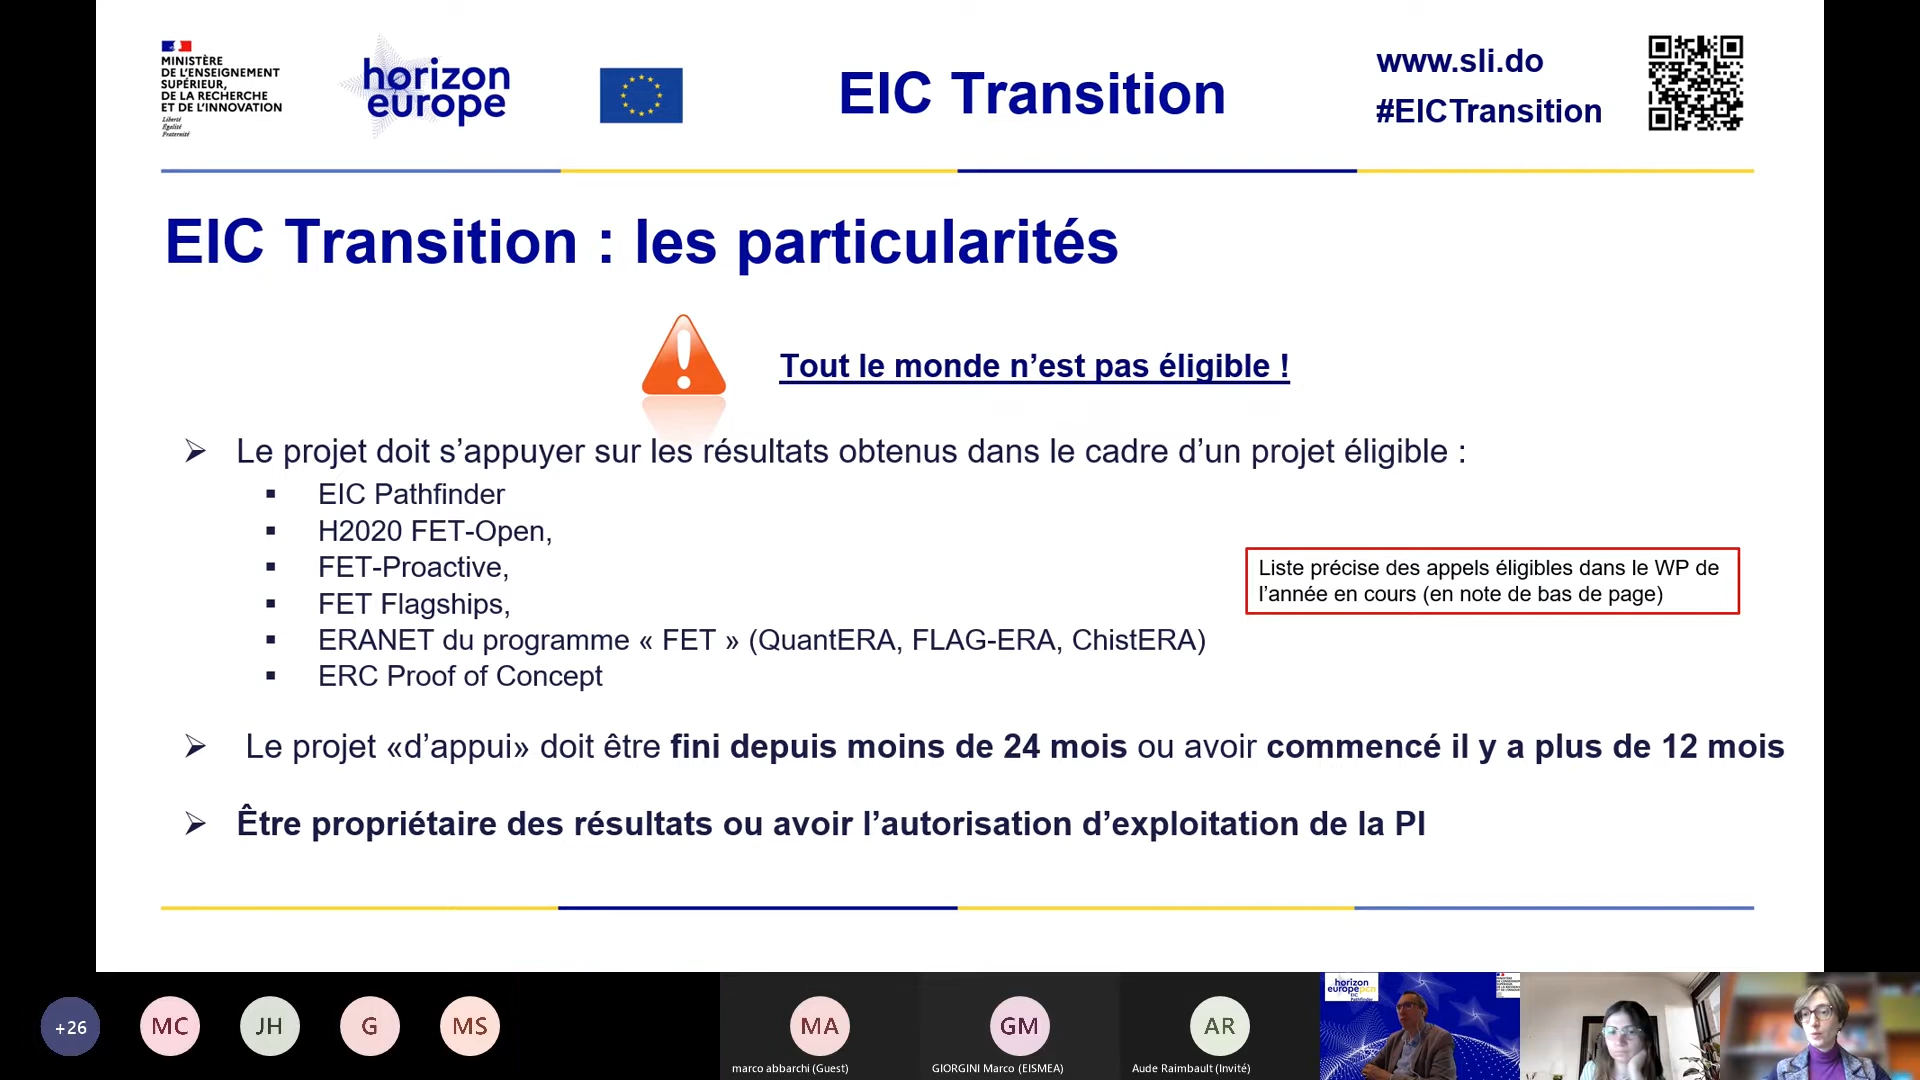 MINISTÈRE
DE L'ENSEIGNEMENT
SUPÉRIEUR,
DE LA RECHERCHE
ET DE L'INNOVATION
Liberté
Égalité
Fraternité
horizon
europe
EIC Transition
www.sli.do
#EICTransition
EIC Transition : les particularités
Tout le monde n’est pas éligible !
➢ Le projet doit s’appuyer sur les résultats obtenus dans le cadre d’un projet éligible :
▪ EIC Pathfinder
▪ H2020 FET-Open,
▪ FET-Proactive,
▪ FET Flagships,
▪ ERANET du programme « FET » (QuantERA, FLAG-ERA, ChistERA)
▪ ERC Proof of Concept
Liste précise des appels éligibles dans le WP de
l’année en cours (en note de bas de page)
➢ Le projet «d’appui» doit être fini depuis moins de 24 mois ou avoir commencé il y a plus de 12 mois
➢ Être propriétaire des résultats ou avoir l’autorisation d’exploitation de la PI
+26
MC
JH
G
MS
MA
marco abbarchi (Guest)
GM
GIORGINI Marco (EISMEA)
AR
Aude Raimbault (Invité)
horizon
europe pcn
EIC
Pathfinder